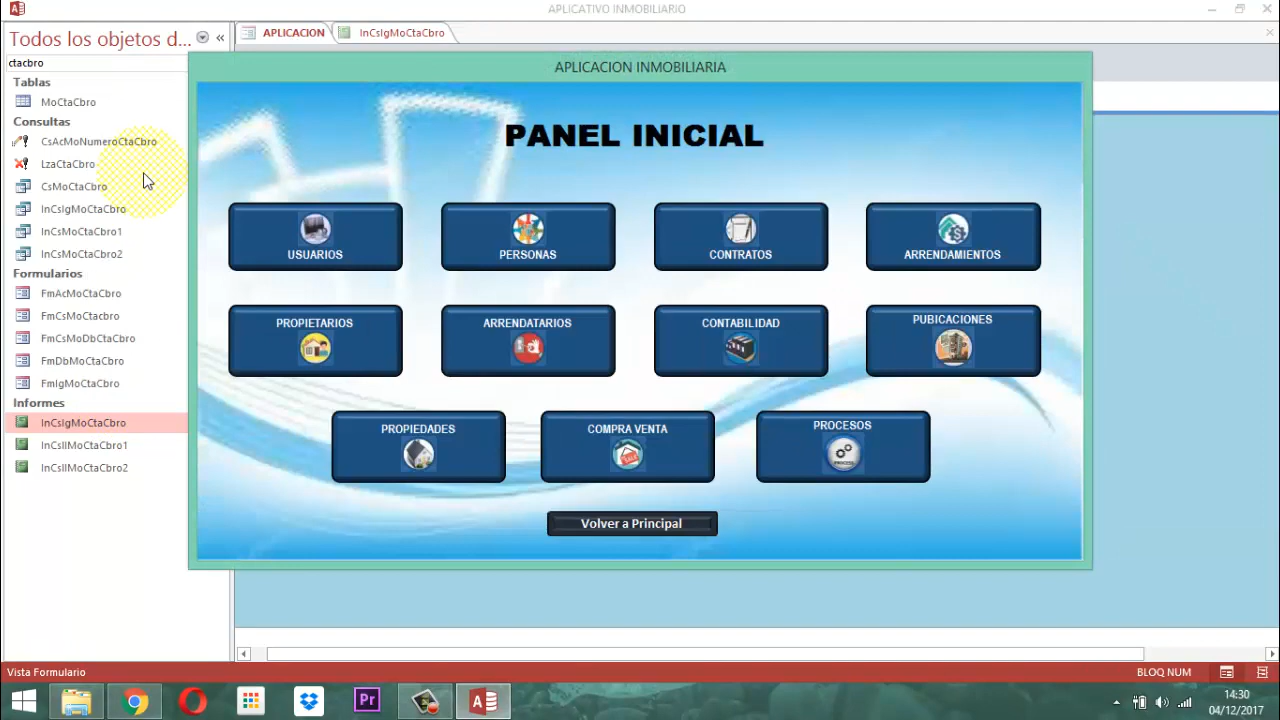 APLICATIVO INMOBILIARIO
Todos los objetos d...
«
ctacbro
Tablas
MoCtaCbro
Consultas
CsAcMoNumeroCtaCbro
LzaCtaCbro
CsMoCtaCbro
InCsIgMoCtaCbro
InCsMoCtaCbro1
InCsMoCtaCbro2
Formularios
FmAcMoCtaCbro
FmCsMoCtacbro
FmCsMoDbCtaCbro
FmDbMoCtaCbro
FmIgMoCtaCbro
Informes
InCsIgMoCtaCbro
InCsIIMoCtaCbro1
InCsIIMoCtaCbro2
APLICACION
InCsIgMoCtaCbro
APLICACION INMOBILIARIA
PANEL INICIAL
USUARIOS
PERSONAS
CONTRATOS
ARRENDAMIENTOS
PROPIETARIOS
ARRENDATARIOS
CONTABILIDAD
PUBICACIONES
PROPIEDADES
COMPRA VENTA
PROCESOS
Volver a Principal
Vista Formulario
BLOQ NUM
Pr
14:30
04/12/2017